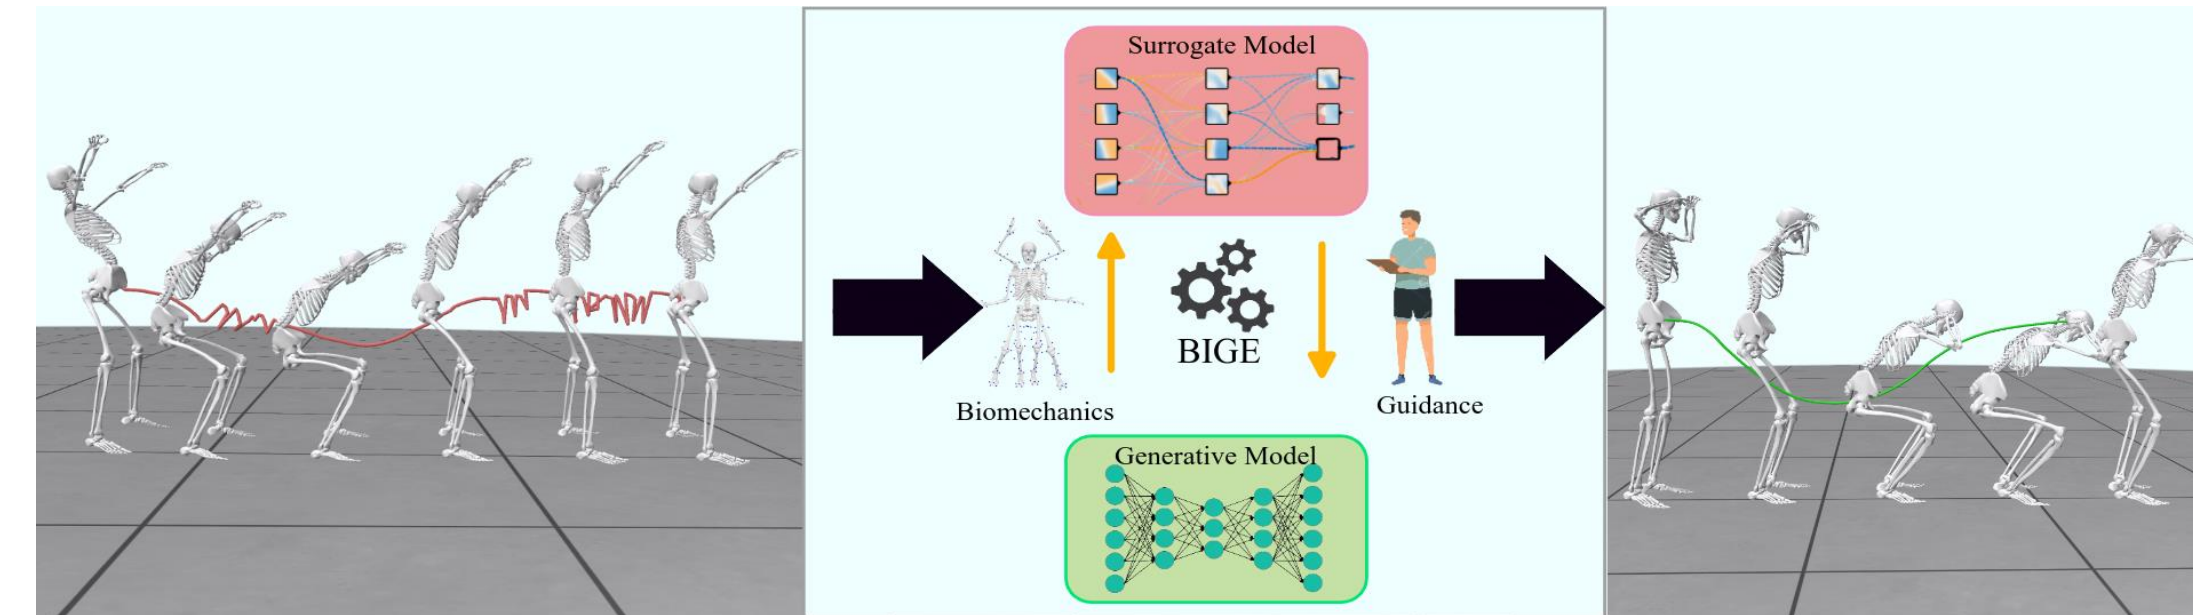 Surrogate Model
BIGE
Biomechanics
Guidance
Generative Model